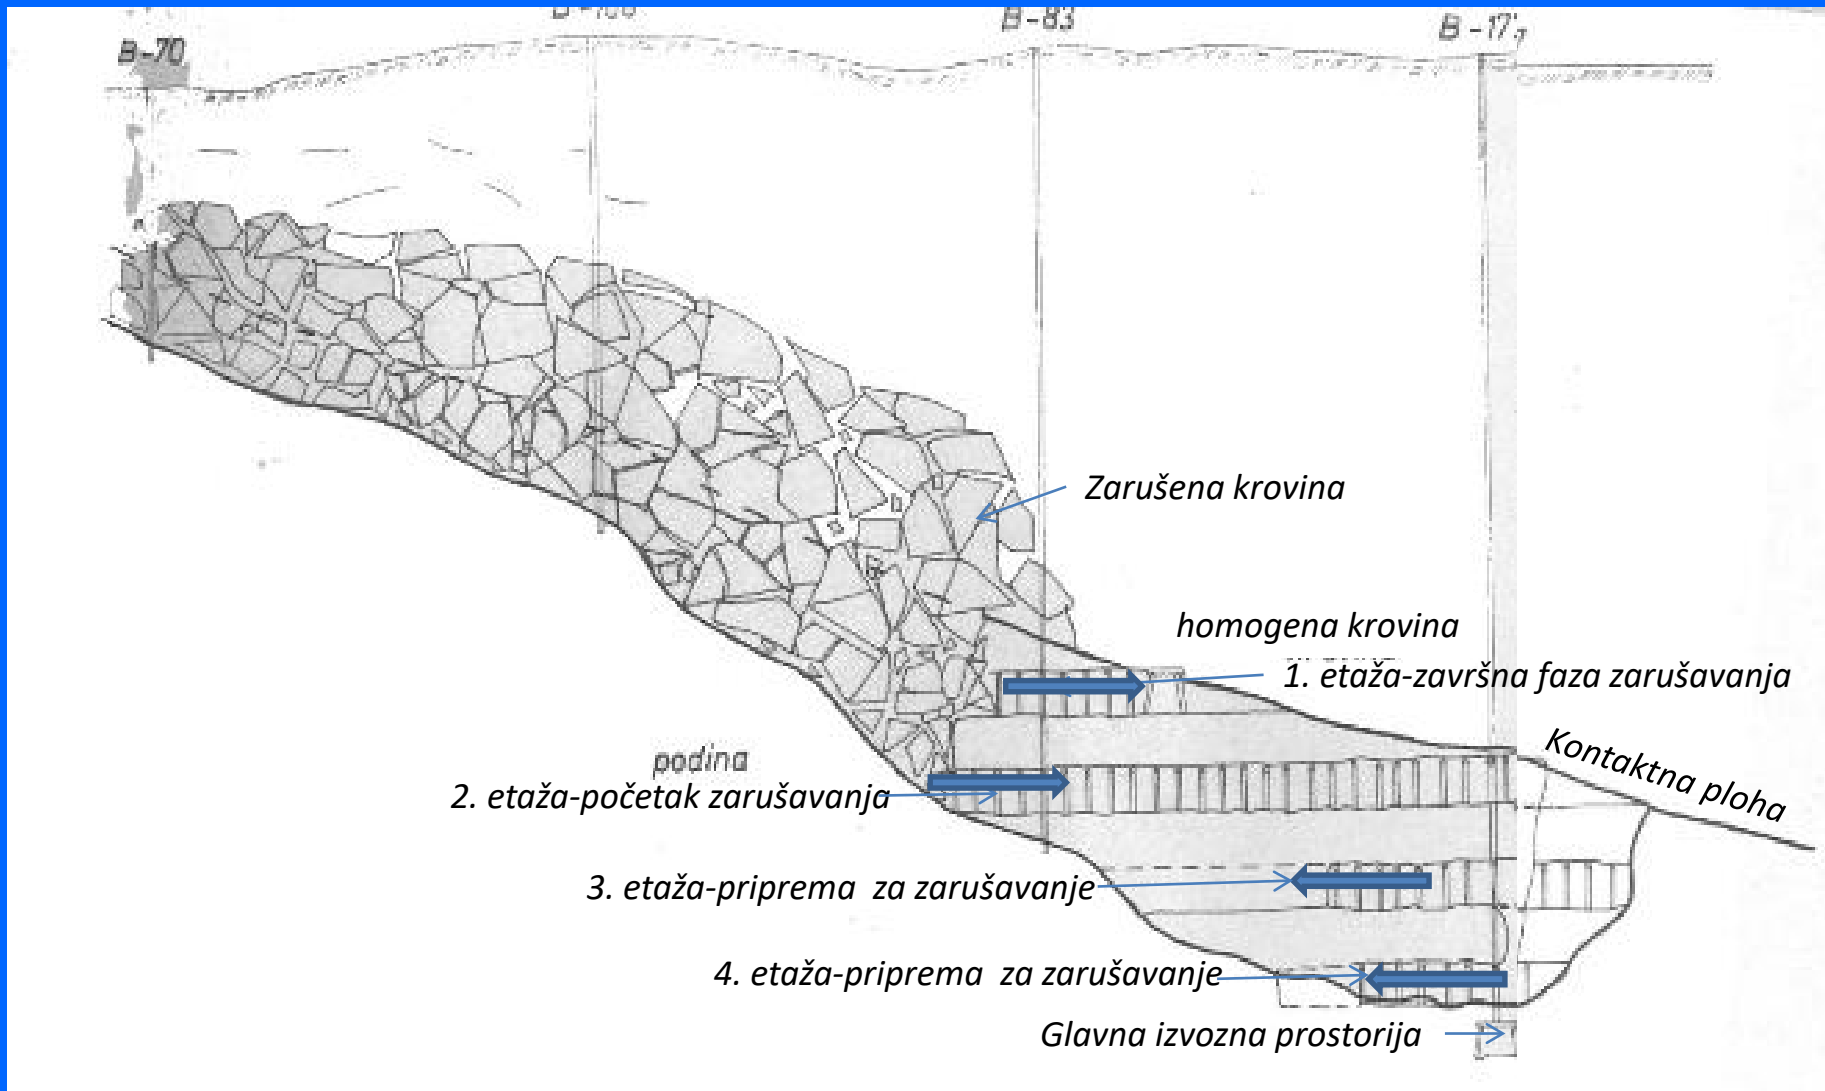 B-70
B-83
B-17
Zarušena krovina
homogena krovina
1. etaža-završna faza zarušavanja
Kontaktna ploha
podina
2. etaža-početak zarušavanja
3. etaža-priprema za zarušavanje
4. etaža-priprema za zarušavanje
Glavna izvozna prostorija